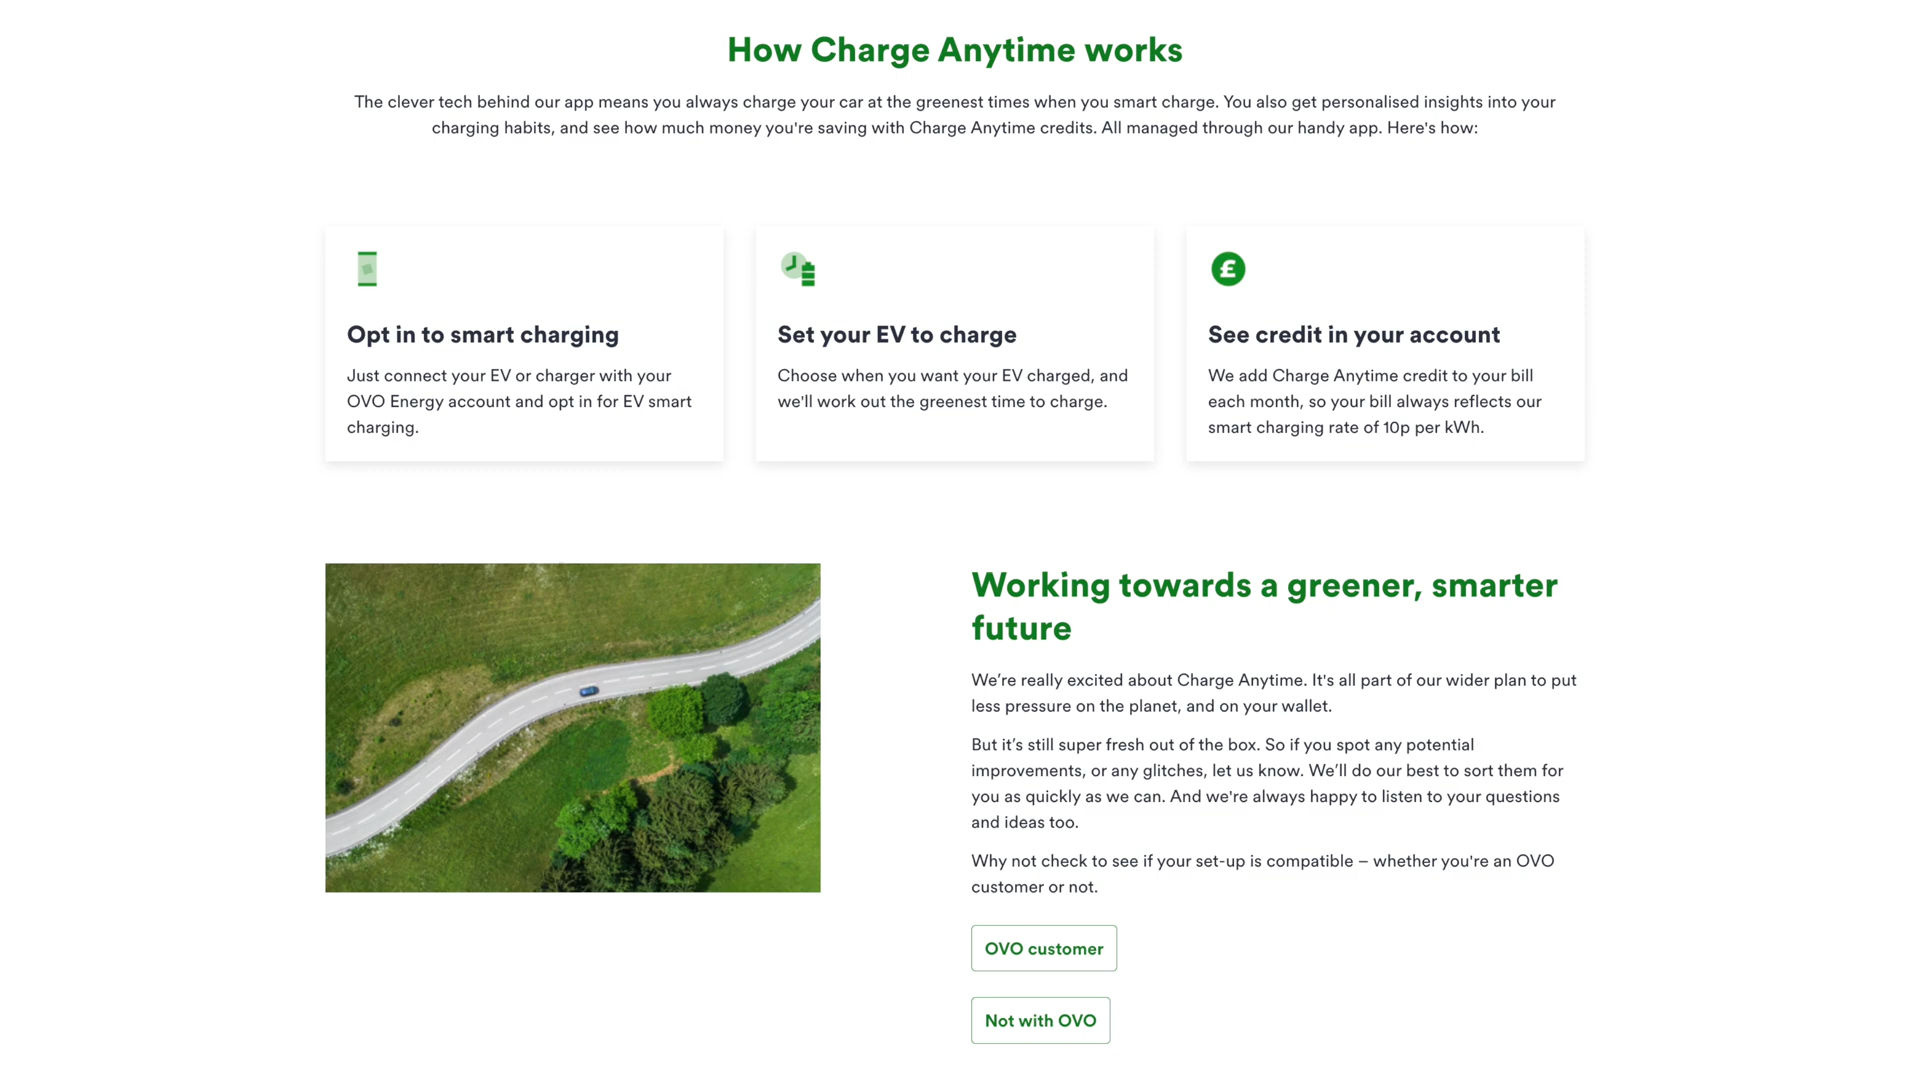 How Charge Anytime works
The clever tech behind our app means you always charge your car at the greenest times when you smart charge. You also get personalised insights into your
charging habits, and see how much money you're saving with Charge Anytime credits. All managed through our handy app. Here's how:
£
Opt in to smart charging
Just connect your EV or charger with your
OVO Energy account and opt in for EV smart
charging.
Set your EV to charge
Choose when you want your EV charged, and
we'll work out the greenest time to charge.
See credit in your account
We add Charge Anytime credit to your bill
each month, so your bill always reflects our
smart charging rate of 10p per kWh.
Working towards a greener, smarter
future
We’re really excited about Charge Anytime. It's all part of our wider plan to put
less pressure on the planet, and on your wallet.
But it’s still super fresh out of the box. So if you spot any potential
improvements, or any glitches, let us know. We’ll do our best to sort them for
you as quickly as we can. And we're always happy to listen to your questions
and ideas too.
Why not check to see if your set-up is compatible – whether you're an OVO
customer or not.
OVO customer
Not with OVO